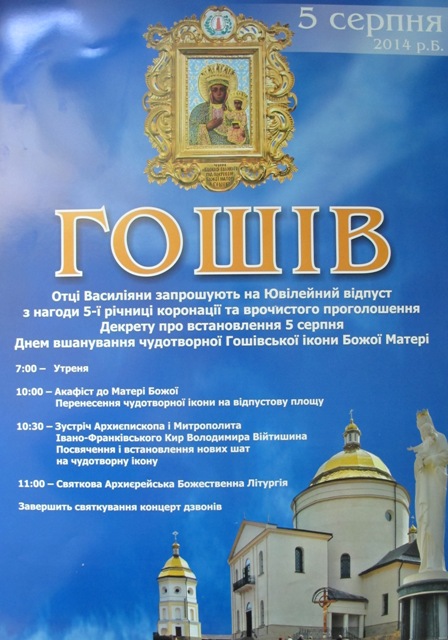 5 серпня
2014 р.Б.
ГОШІВ
Отці Василіяни запрошують на Ювілейний відпуст
з нагоди 5-ї річниці коронації та врочистого проголошення
Декрету про встановлення 5 серпня
Днем вшанування чудотворної Гошівської ікони Божої Матері
7:00 – Утреня
10:00 – Акафіст до Матері Божої
Перенесення чудотворної ікони на відпустову площу
10:30 – Зустріч Архиєпископа і Митрополита
Івано-Франківського Кир Володимира Війтишина
Посвячення і встановлення нових шат
на чудотворну ікону
11:00 – Святкова Архиєрейська Божественна Літургія
Завершить святкування концерт дзвонів